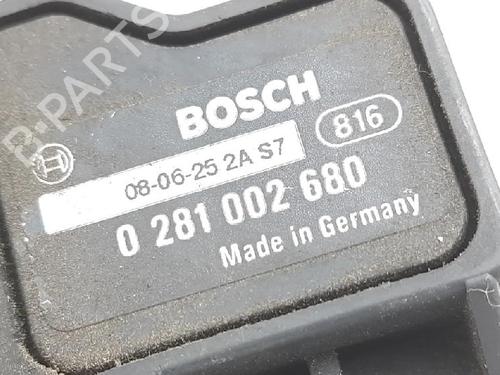 B-PARTS
BOSCH
816
08-06-25 2A S7
0 281 002 680
Made in Germany